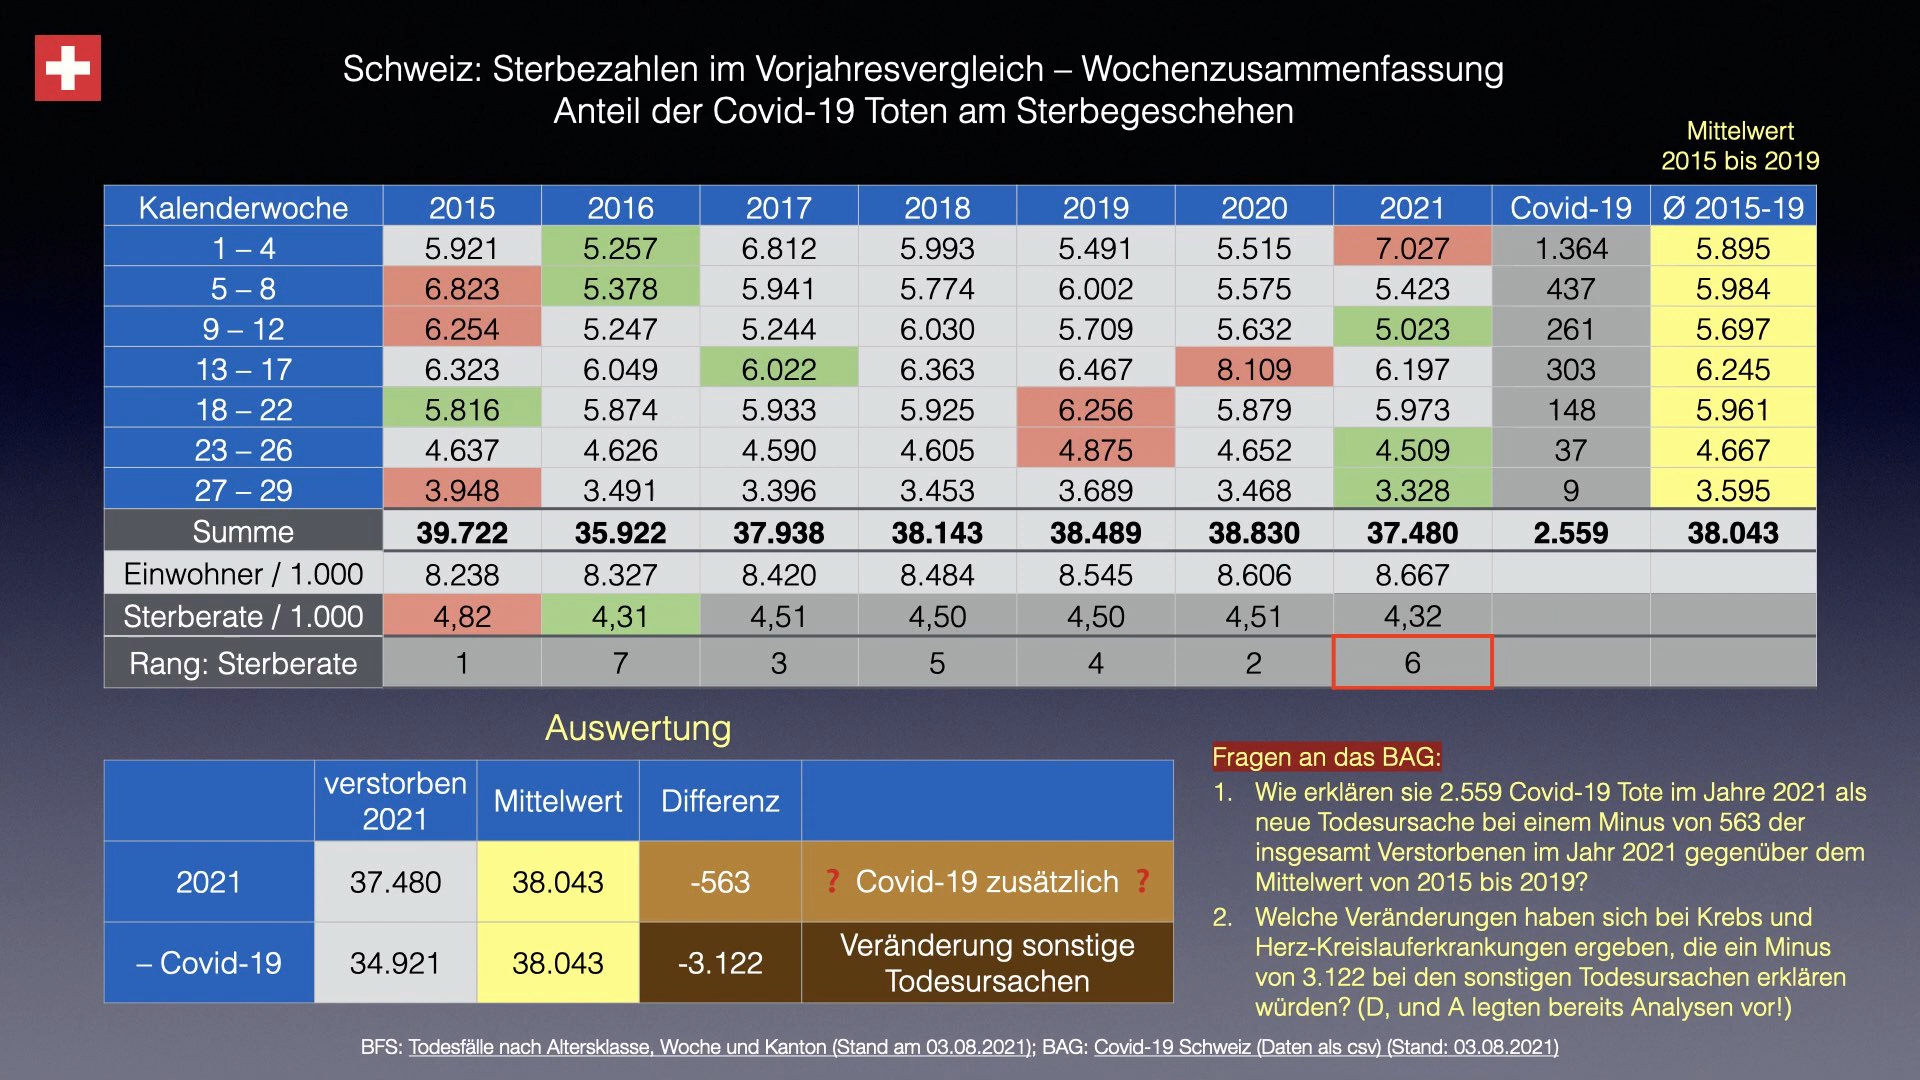 Schweiz: Sterbezahlen im Vorjahresvergleich – Wochenzusammenfassung
Anteil der Covid-19 Toten am Sterbegeschehen
Mittelwert
2015 bis 2019
Kalenderwoche 2015 2016 2017 2018 2019 2020 2021 Covid-19 Ø 2015-19
1 – 4 5.921 5.257 6.812 5.993 5.491 5.515 7.027 1.364 5.895
5 – 8 6.823 5.378 5.941 5.774 6.002 5.575 5.423 437 5.984
9 – 12 6.254 5.247 5.244 6.030 5.709 5.632 5.023 261 5.697
13 – 17 6.323 6.049 6.022 6.363 6.467 8.109 6.197 303 6.245
18 – 22 5.816 5.874 5.933 5.925 6.256 5.879 5.973 148 5.961
23 – 26 4.637 4.626 4.590 4.605 4.875 4.652 4.509 37 4.667
27 – 29 3.948 3.491 3.396 3.453 3.689 3.468 3.328 9 3.595
Summe 39.722 35.922 37.938 38.143 38.489 38.830 37.480 2.559 38.043
Einwohner / 1.000 8.238 8.327 8.420 8.484 8.545 8.606 8.667
Sterberate / 1.000 4,82 4,31 4,51 4,50 4,50 4,51 4,32
Rang: Sterberate 1 7 3 5 4 2 6
Auswertung
verstorben
2021 Mittelwert Differenz
2021 37.480 38.043 -563 ? Covid-19 zusätzlich ?
– Covid-19 34.921 38.043 -3.122 Veränderung sonstige
Todesursachen
Fragen an das BAG:
1. Wie erklären sie 2.559 Covid-19 Tote im Jahre 2021 als
neue Todesursache bei einem Minus von 563 der
insgesamt Verstorbenen im Jahr 2021 gegenüber dem
Mittelwert von 2015 bis 2019?
2. Welche Veränderungen haben sich bei Krebs und
Herz-Kreislauferkrankungen ergeben, die ein Minus
von 3.122 bei den sonstigen Todesursachen erklären
würden? (D, und A legten bereits Analysen vor!)
BFS: Todesfälle nach Altersklasse, Woche und Kanton (Stand am 03.08.2021); BAG: Covid-19 Schweiz (Daten als csv) (Stand: 03.08.2021)